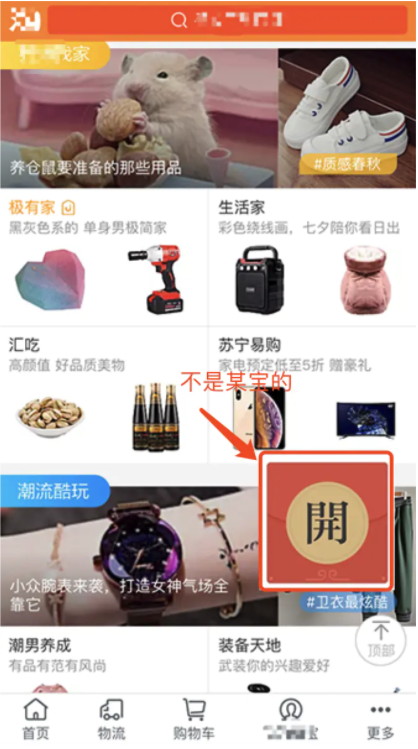 找家
养仓鼠要准备的那些用品
#质感春秋
极有家
黑灰色系的 单身男极简家
生活家
彩色绕线画，七夕陪你看日出
汇吃
高颜值 好品质美物
苏宁易购
家电预定低至5折 赠豪礼
不是某宝的
開
潮流酷玩
小众腕表来袭，打造女神气场全
靠它
#卫衣最炫酷
潮男养成
有品有范有风尚
装备天地
武装你的兴趣爱好
顶部
首页
物流
购物车
更多